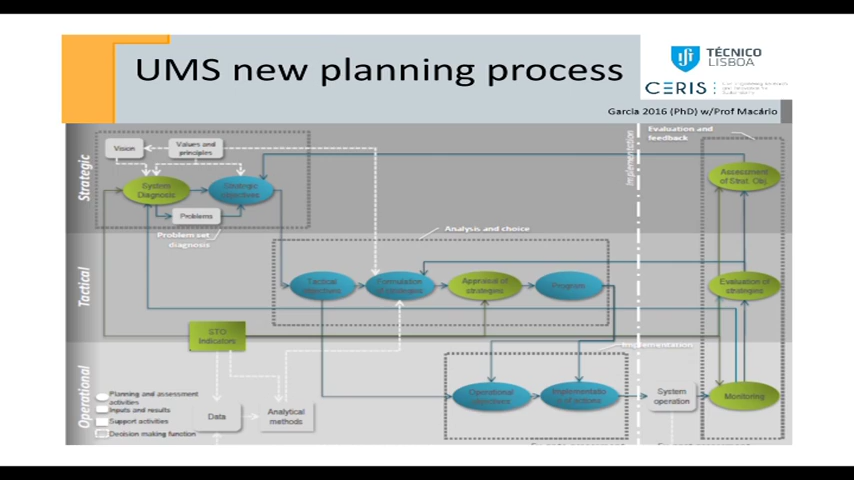 UMS new planning process
TÉCNICO
LISBOA
CERIS
Garcia 2016 (PhD) w/Prof Macário
Strategic
Vision
Values and
principles
System
Diagnosis
Strategic
objectives
Problems
Problem set
diagnosis
Implementation
Evaluation and
feedback
Assessment
of Strat. Obj.
Tactical
Analysis and choice
Tactical
objectives
Formulation
of strategies
Appraisal of
strategies
Program
Evaluation of
strategies
STO
Indicators
Operational
Implementation
Operational
objectives
Implementatio
n of actions
System
operation
Monitoring
Data
Analytical
methods
Planning and assessment
activities
Inputs and results
Support activities
Decision making function